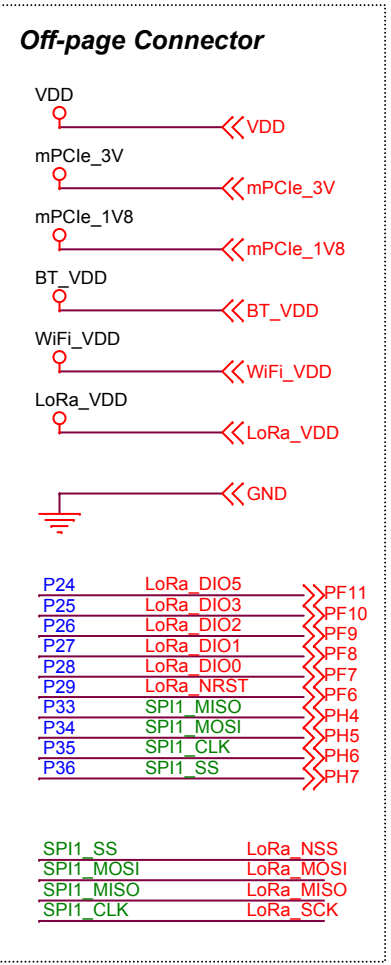 Off-page Connector
VDD
VDD
mPCIe_3V
mPCIe_3V
mPCIe_1V8
mPCIe_1V8
BT_VDD
BT_VDD
WiFi_VDD
WiFi_VDD
LoRa_VDD
LoRa_VDD
GND
P24 LoRa_DIO5 PF11
P25 LoRa_DIO3 PF10
P26 LoRa_DIO2 PF9
P27 LoRa_DIO1 PF8
P28 LoRa_DIO0 PF7
P29 LoRa_NRST PF6
P33 SPI1_MISO PH4
P34 SPI1_MOSI PH5
P35 SPI1_CLK PH6
P36 SPI1_SS PH7
SPI1_SS LoRa_NSS
SPI1_MOSI LoRa_MOSI
SPI1_MISO LoRa_MISO
SPI1_CLK LoRa_SCK